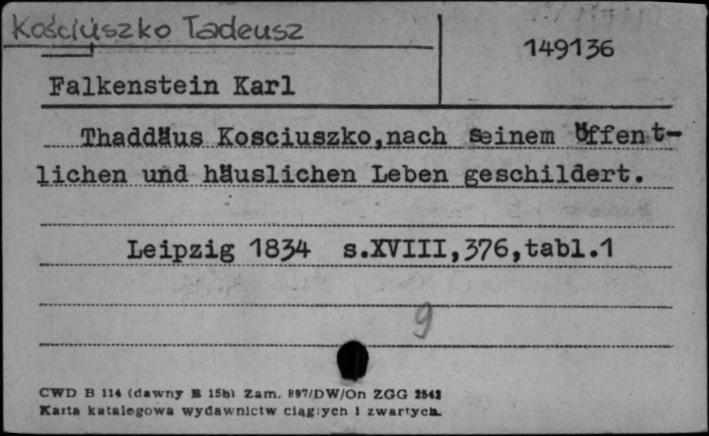 Kościuszko Tadeusz
149136
Falkenstein Karl
Thaddäus Kosciuszko,nach seinem öffent-
lichen und häuslichen Leben geschildert.
Leipzig 1834 s.XVIII,376,tabl.1
9
CWD B 114 (dawny B 15b) Zam. 897/DW/On ZGG 2542
Karta katalogowa wydawnictw ciągłych i zwartych.